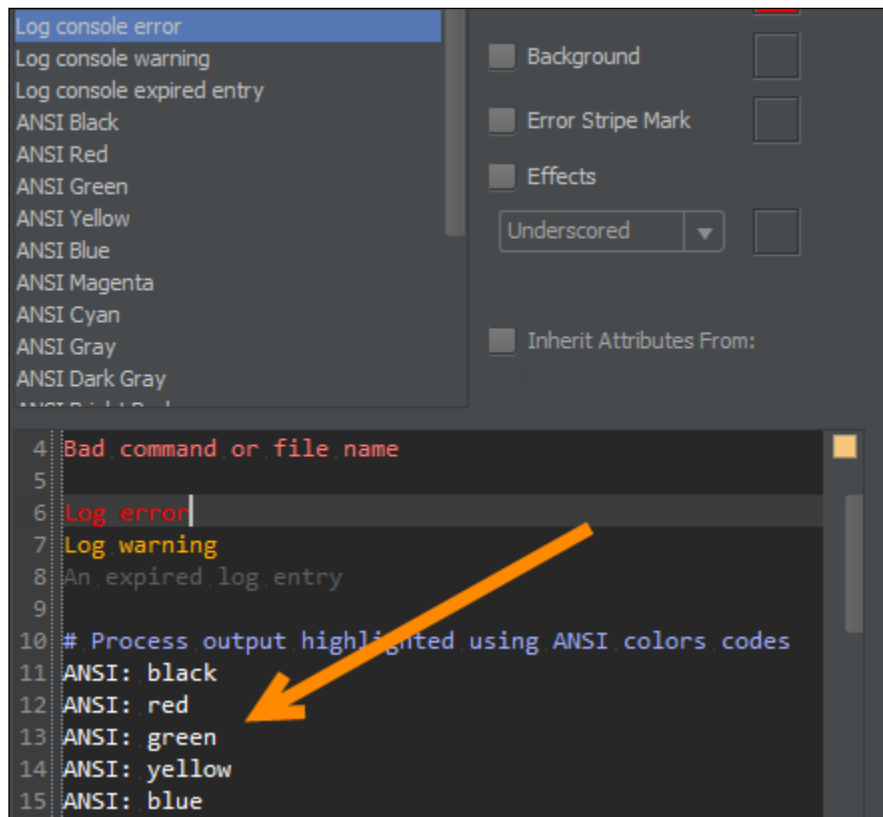 Log console error
Log console warning
Log console expired entry
ANSI Black
ANSI Red
ANSI Green
ANSI Yellow
ANSI Blue
ANSI Magenta
ANSI Cyan
ANSI Gray
ANSI Dark Gray
Background
Error Stripe Mark
Effects
Underscored
Inherit Attributes From:
4 Bad command or file name
5
6 Log error
7 Log warning
8 An expired log entry
9
10 # Process output highlighted using ANSI colors codes
11 ANSI: black
12 ANSI: red
13 ANSI: green
14 ANSI: yellow
15 ANSI: blue